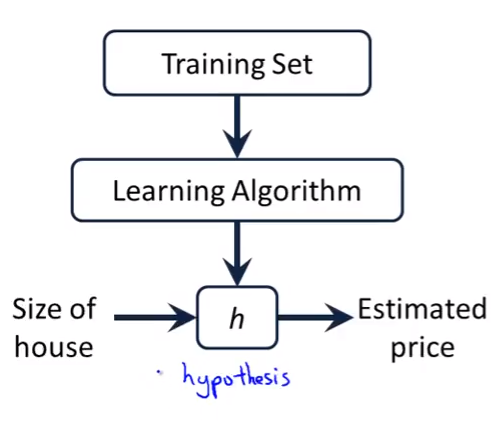 Training Set
Learning Algorithm
Size of
house
h
Estimated
price
hypothesis